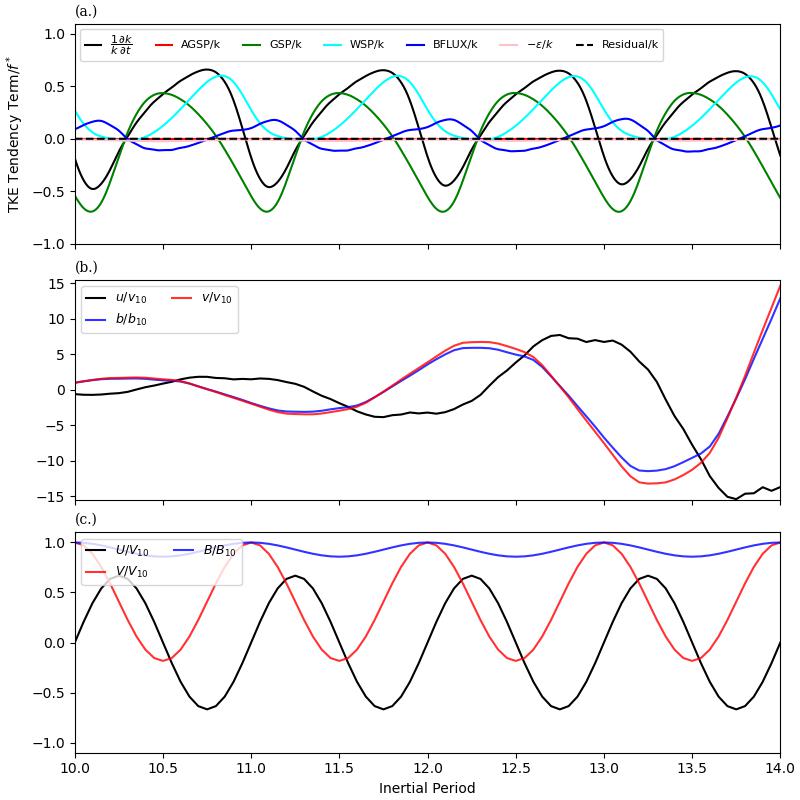 (a.)
TKE Tendency Term/f*
1.0
0.5
0.0
−0.5
−1.0
1/k ∂k/∂t AGSP/k GSP/k WSP/k BFLUX/k −ε/k Residual/k
(b.)
15
10
5
0
−5
−10
−15
u/v10 v/v10
b/b10
(c.)
1.0
0.5
0.0
−0.5
−1.0
U/V10 B/B10
V/V10
10.0 10.5 11.0 11.5 12.0 12.5 13.0 13.5 14.0
Inertial Period